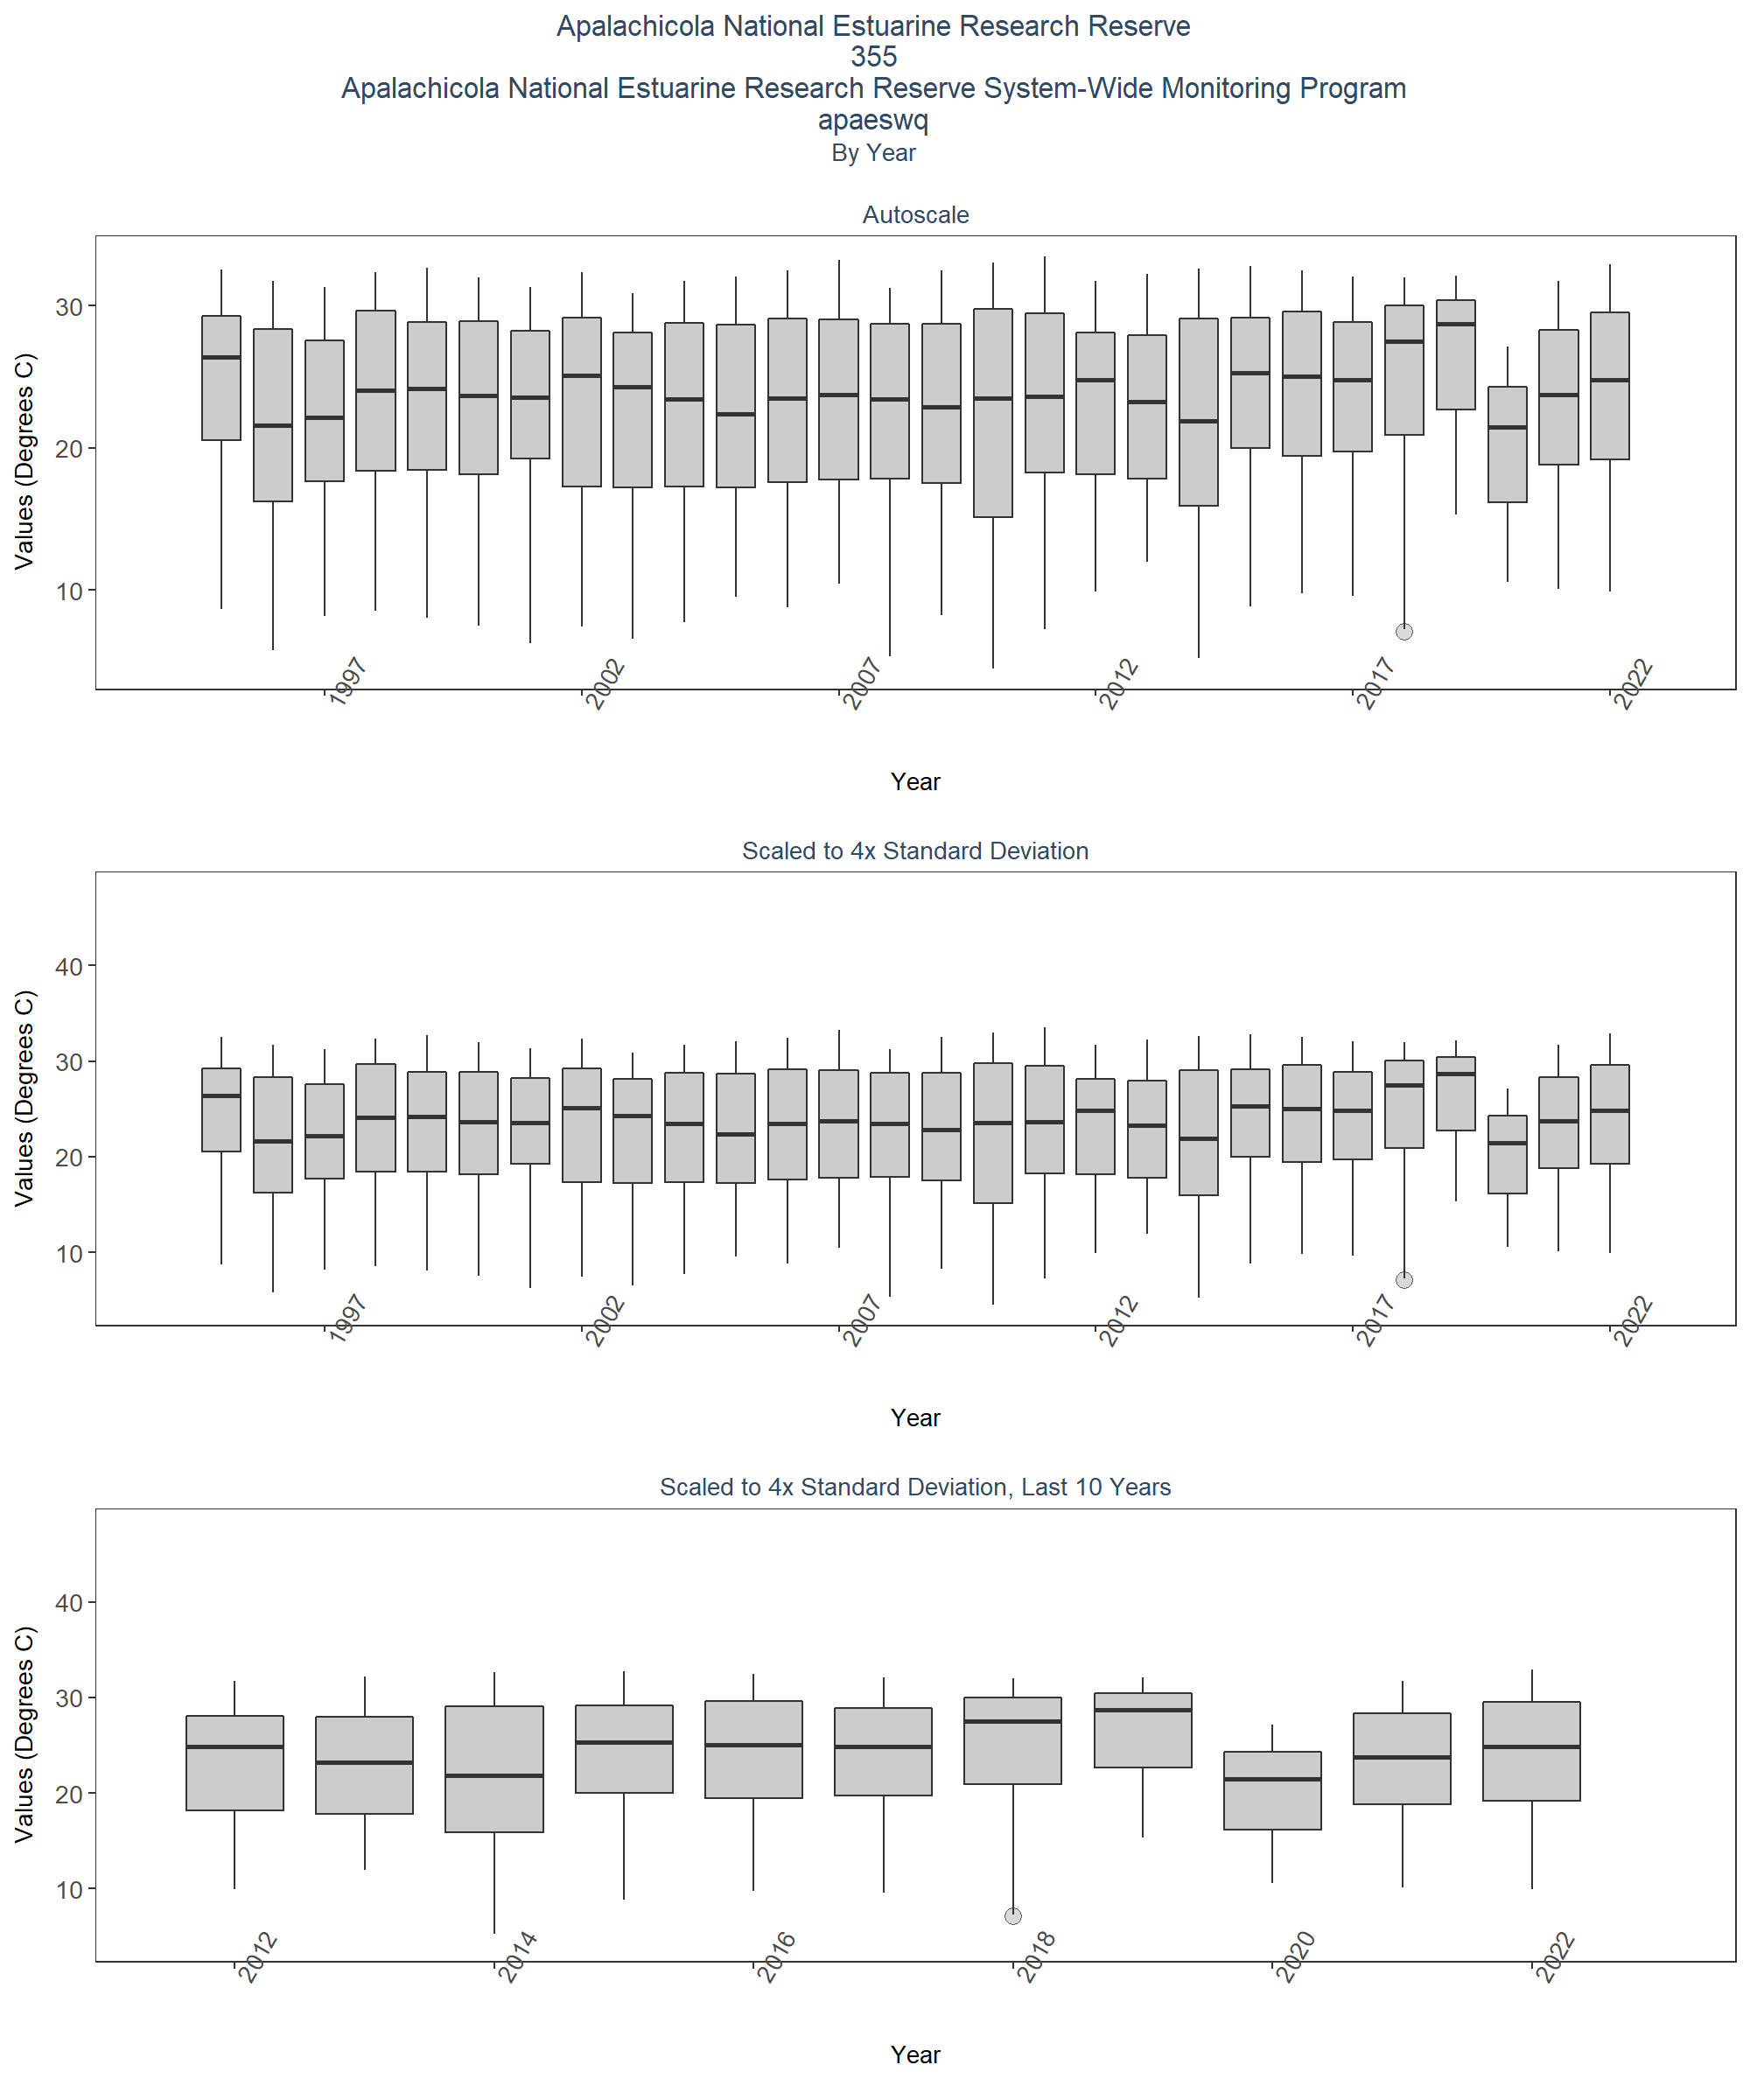 Apalachicola National Estuarine Research Reserve
355
Apalachicola National Estuarine Research Reserve System-Wide Monitoring Program
apaeswq
By Year
Autoscale
Values (Degrees C)
30
20
10
1997
2002
2007
2012
2017
2022
Year
Scaled to 4x Standard Deviation
Values (Degrees C)
40
30
20
10
1997
2002
2007
2012
2017
2022
Year
Scaled to 4x Standard Deviation, Last 10 Years
Values (Degrees C)
40
30
20
10
2012
2014
2016
2018
2020
2022
Year